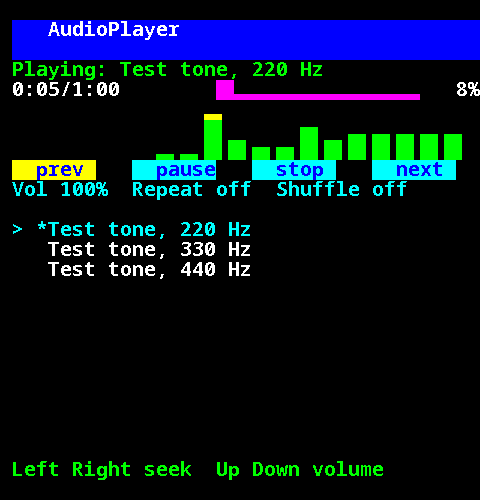 AudioPlayer
Playing: Test tone, 220 Hz
0:05/1:00 8%
prev pause stop next
Vol 100% Repeat off Shuffle off
> *Test tone, 220 Hz
Test tone, 330 Hz
Test tone, 440 Hz
Left Right seek Up Down volume